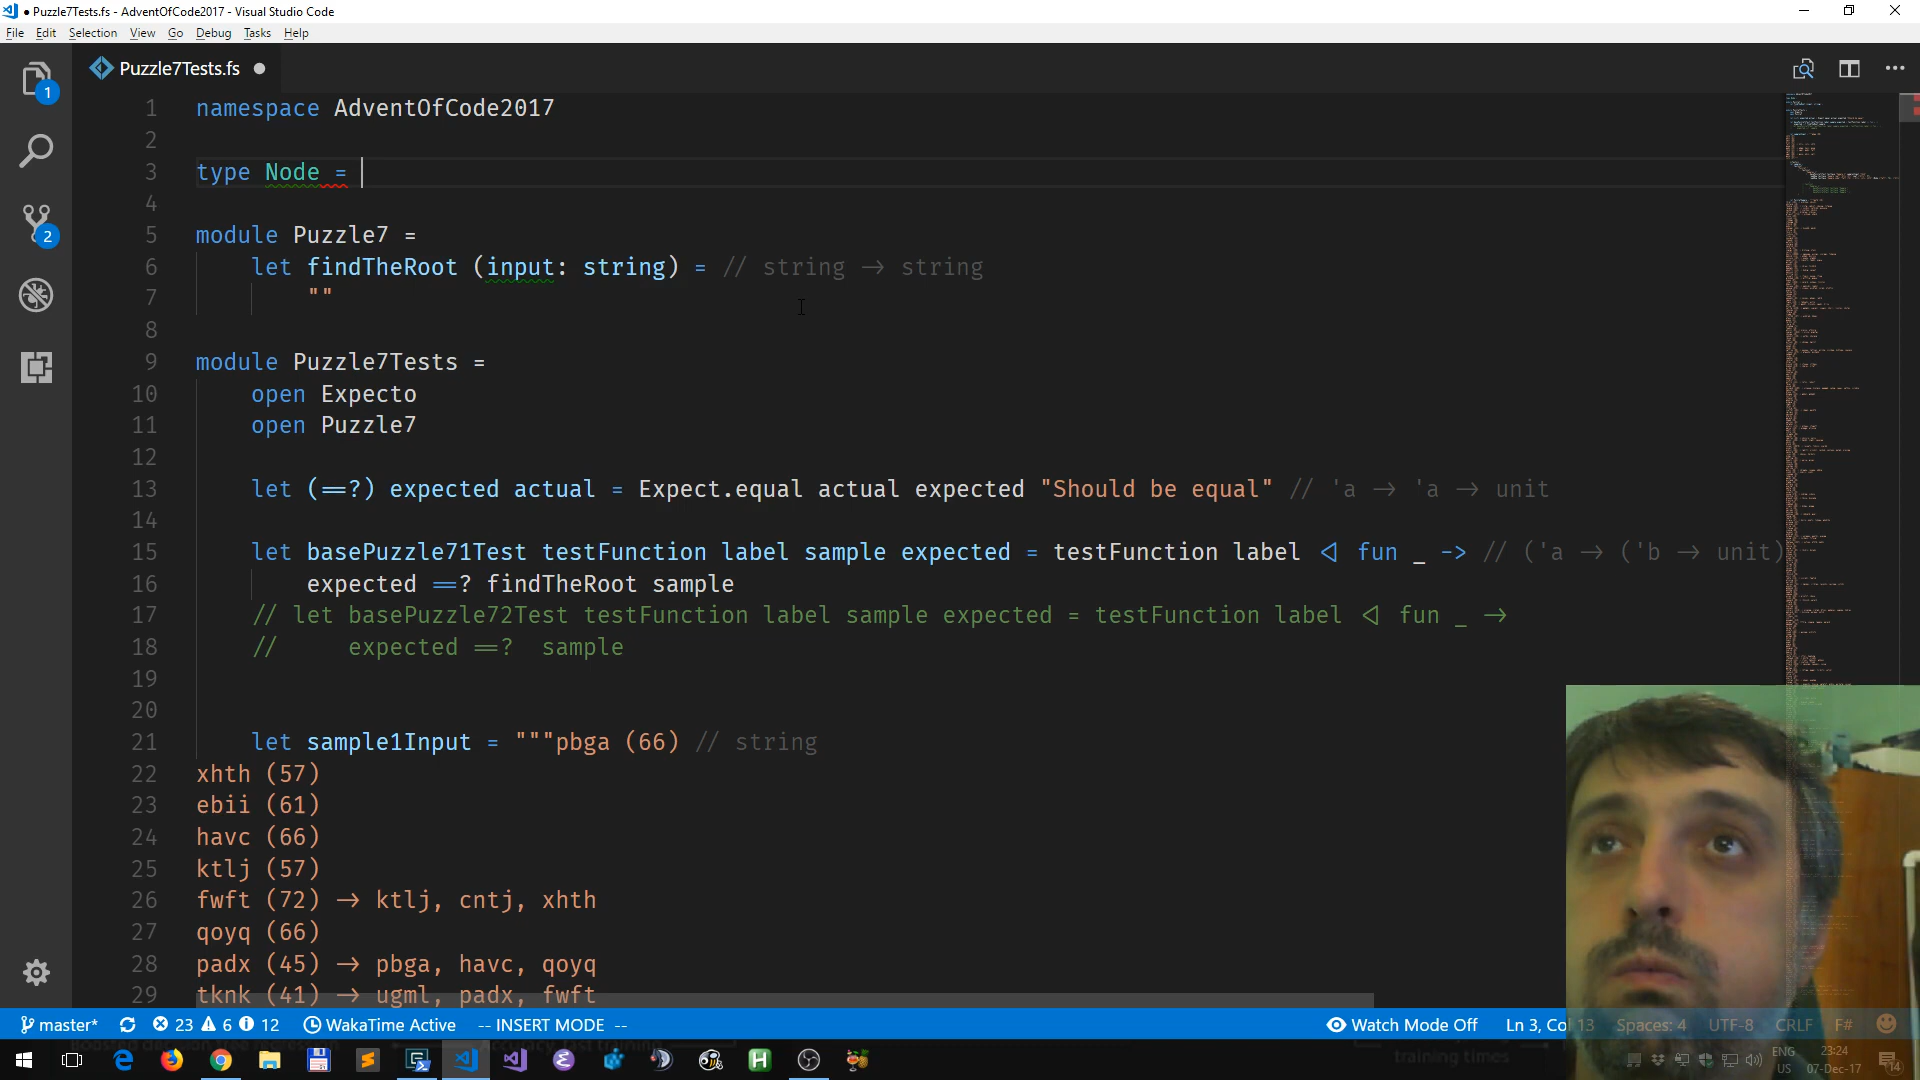 ● Puzzle7Tests.fs - AdventOfCode2017 - Visual Studio Code
File Edit Selection View Go Debug Tasks Help
1 Puzzle7Tests.fs ●
1 namespace AdventOfCode2017
2
3 type Node =
4
5 module Puzzle7 =
6 let findTheRoot (input: string) = // string → string
7 ""
8
9 module Puzzle7Tests =
10 open Expecto
11 open Puzzle7
12
13 let (==?) expected actual = Expect.equal actual expected "Should be equal" // 'a → 'a → unit
14
15 let basePuzzle71Test testFunction label sample expected = testFunction label <| fun _ -> // ('a → ('b → unit)
16 expected ==? findTheRoot sample
17 // let basePuzzle72Test testFunction label sample expected = testFunction label <| fun _ →
18 // expected ==? sample
19
20
21 let sample1Input = """pbga (66) // string
22 xhth (57)
23 ebii (61)
24 havc (66)
25 ktlj (57)
26 fwft (72) → ktlj, cntj, xhth
27 qoyq (66)
28 padx (45) → pbga, havc, qoyq
29 tknk (41) → ugml, padx, fwft
2
master* 23 6 12 WakaTime Active -- INSERT MODE -- Watch Mode Off Ln 3, Col 13 Spaces: 4 UTF-8 CRLF F#
training times
ENG 23:24
US 07-Dec-17 14